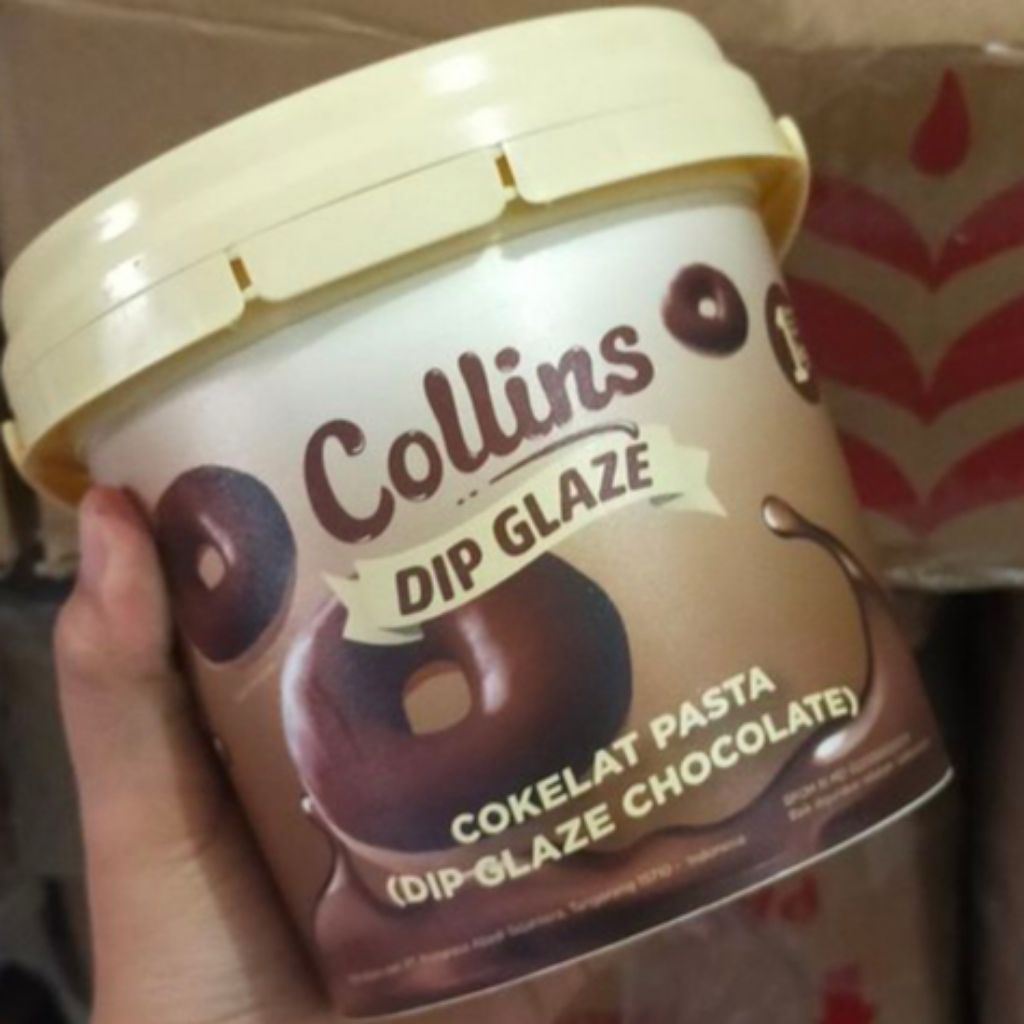 Collins
DIP GLAZE
COKELAT PASTA
(DIP GLAZE CHOCOLATE)